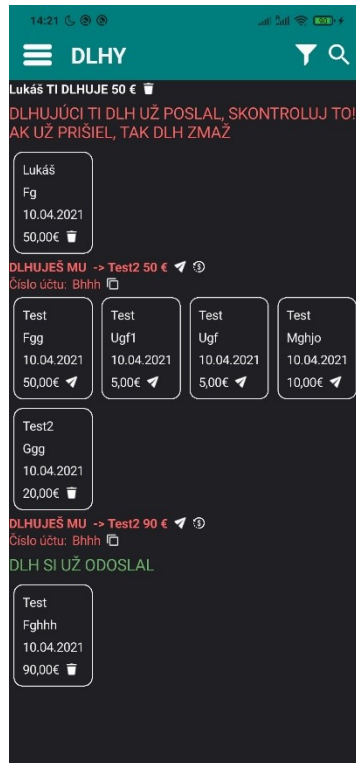 14:21
90
DLHY
Lukáš TI DLHUJE 50 €
DLHUJÚCI TI DLH UŽ POSLAL, SKONTROLUJ TO!
AK UŽ PRIŠIEL, TAK DLH ZMAŽ
Lukáš
Fg
10.04.2021
50,00€
DLHUJEŠ MU -> Test2 50 €
Číslo účtu: Bhhh
Test
Fgg
10.04.2021
50,00€
Test
Ugf1
10.04.2021
5,00€
Test
Ugf
10.04.2021
5,00€
Test
Mghjo
10.04.2021
10,00€
Test2
Ggg
10.04.2021
20,00€
DLHUJEŠ MU -> Test2 90 €
Číslo účtu: Bhhh
DLH SI UŽ ODOSLAL
Test
Fghhh
10.04.2021
90,00€